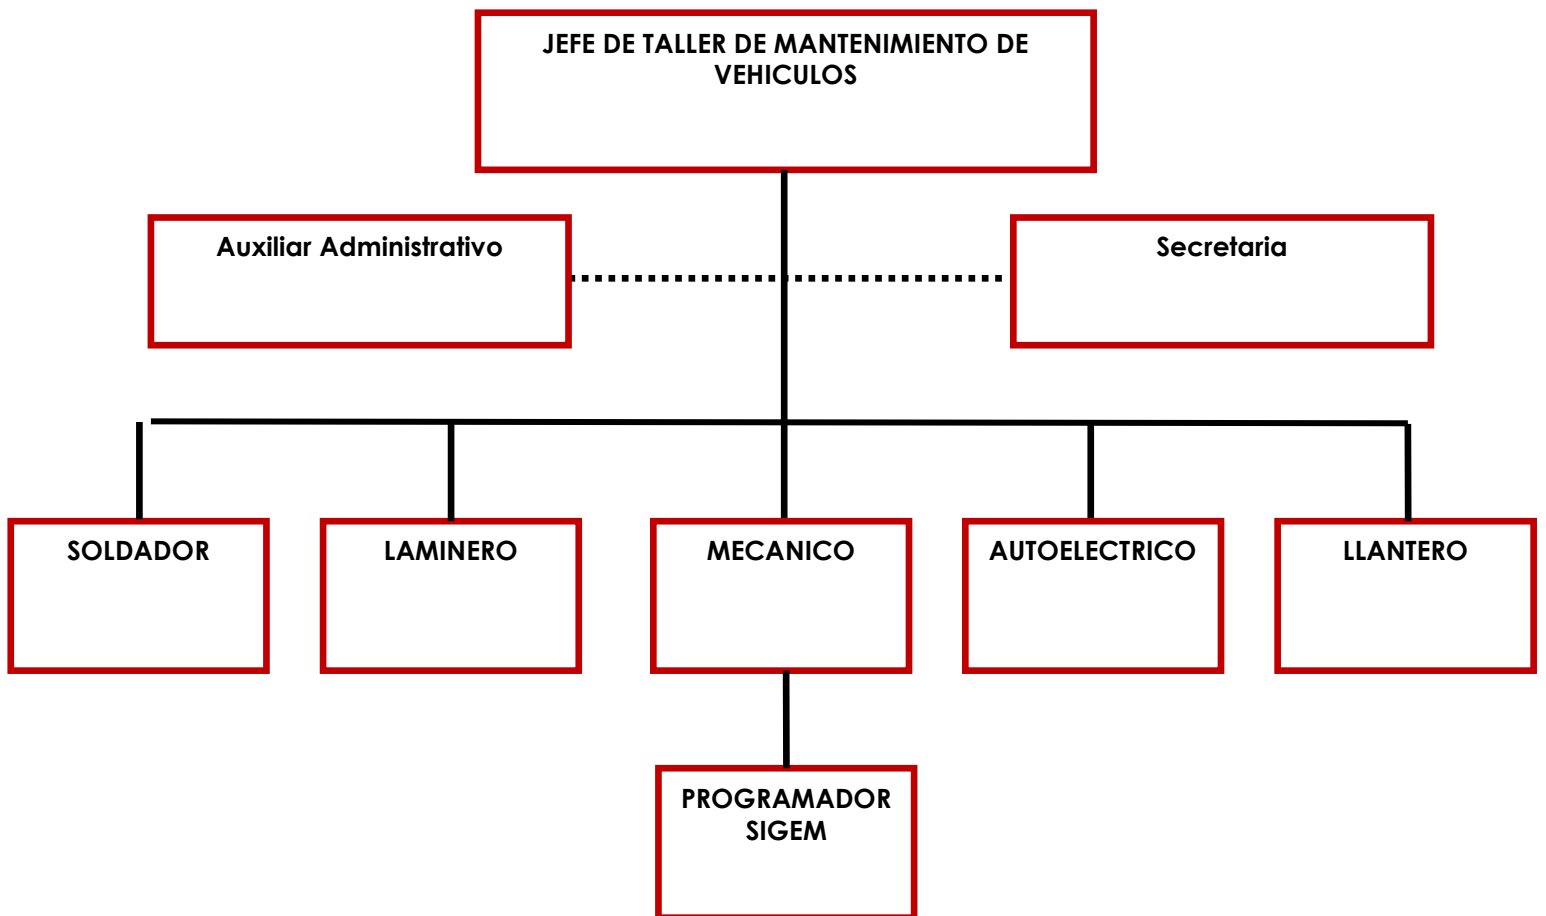 JEFE DE TALLER DE MANTENIMIENTO DE
VEHICULOS
Auxiliar Administrativo
Secretaria
SOLDADOR
LAMINERO
MECANICO
AUTOELECTRICO
LLANTERO
PROGRAMADOR
SIGEM